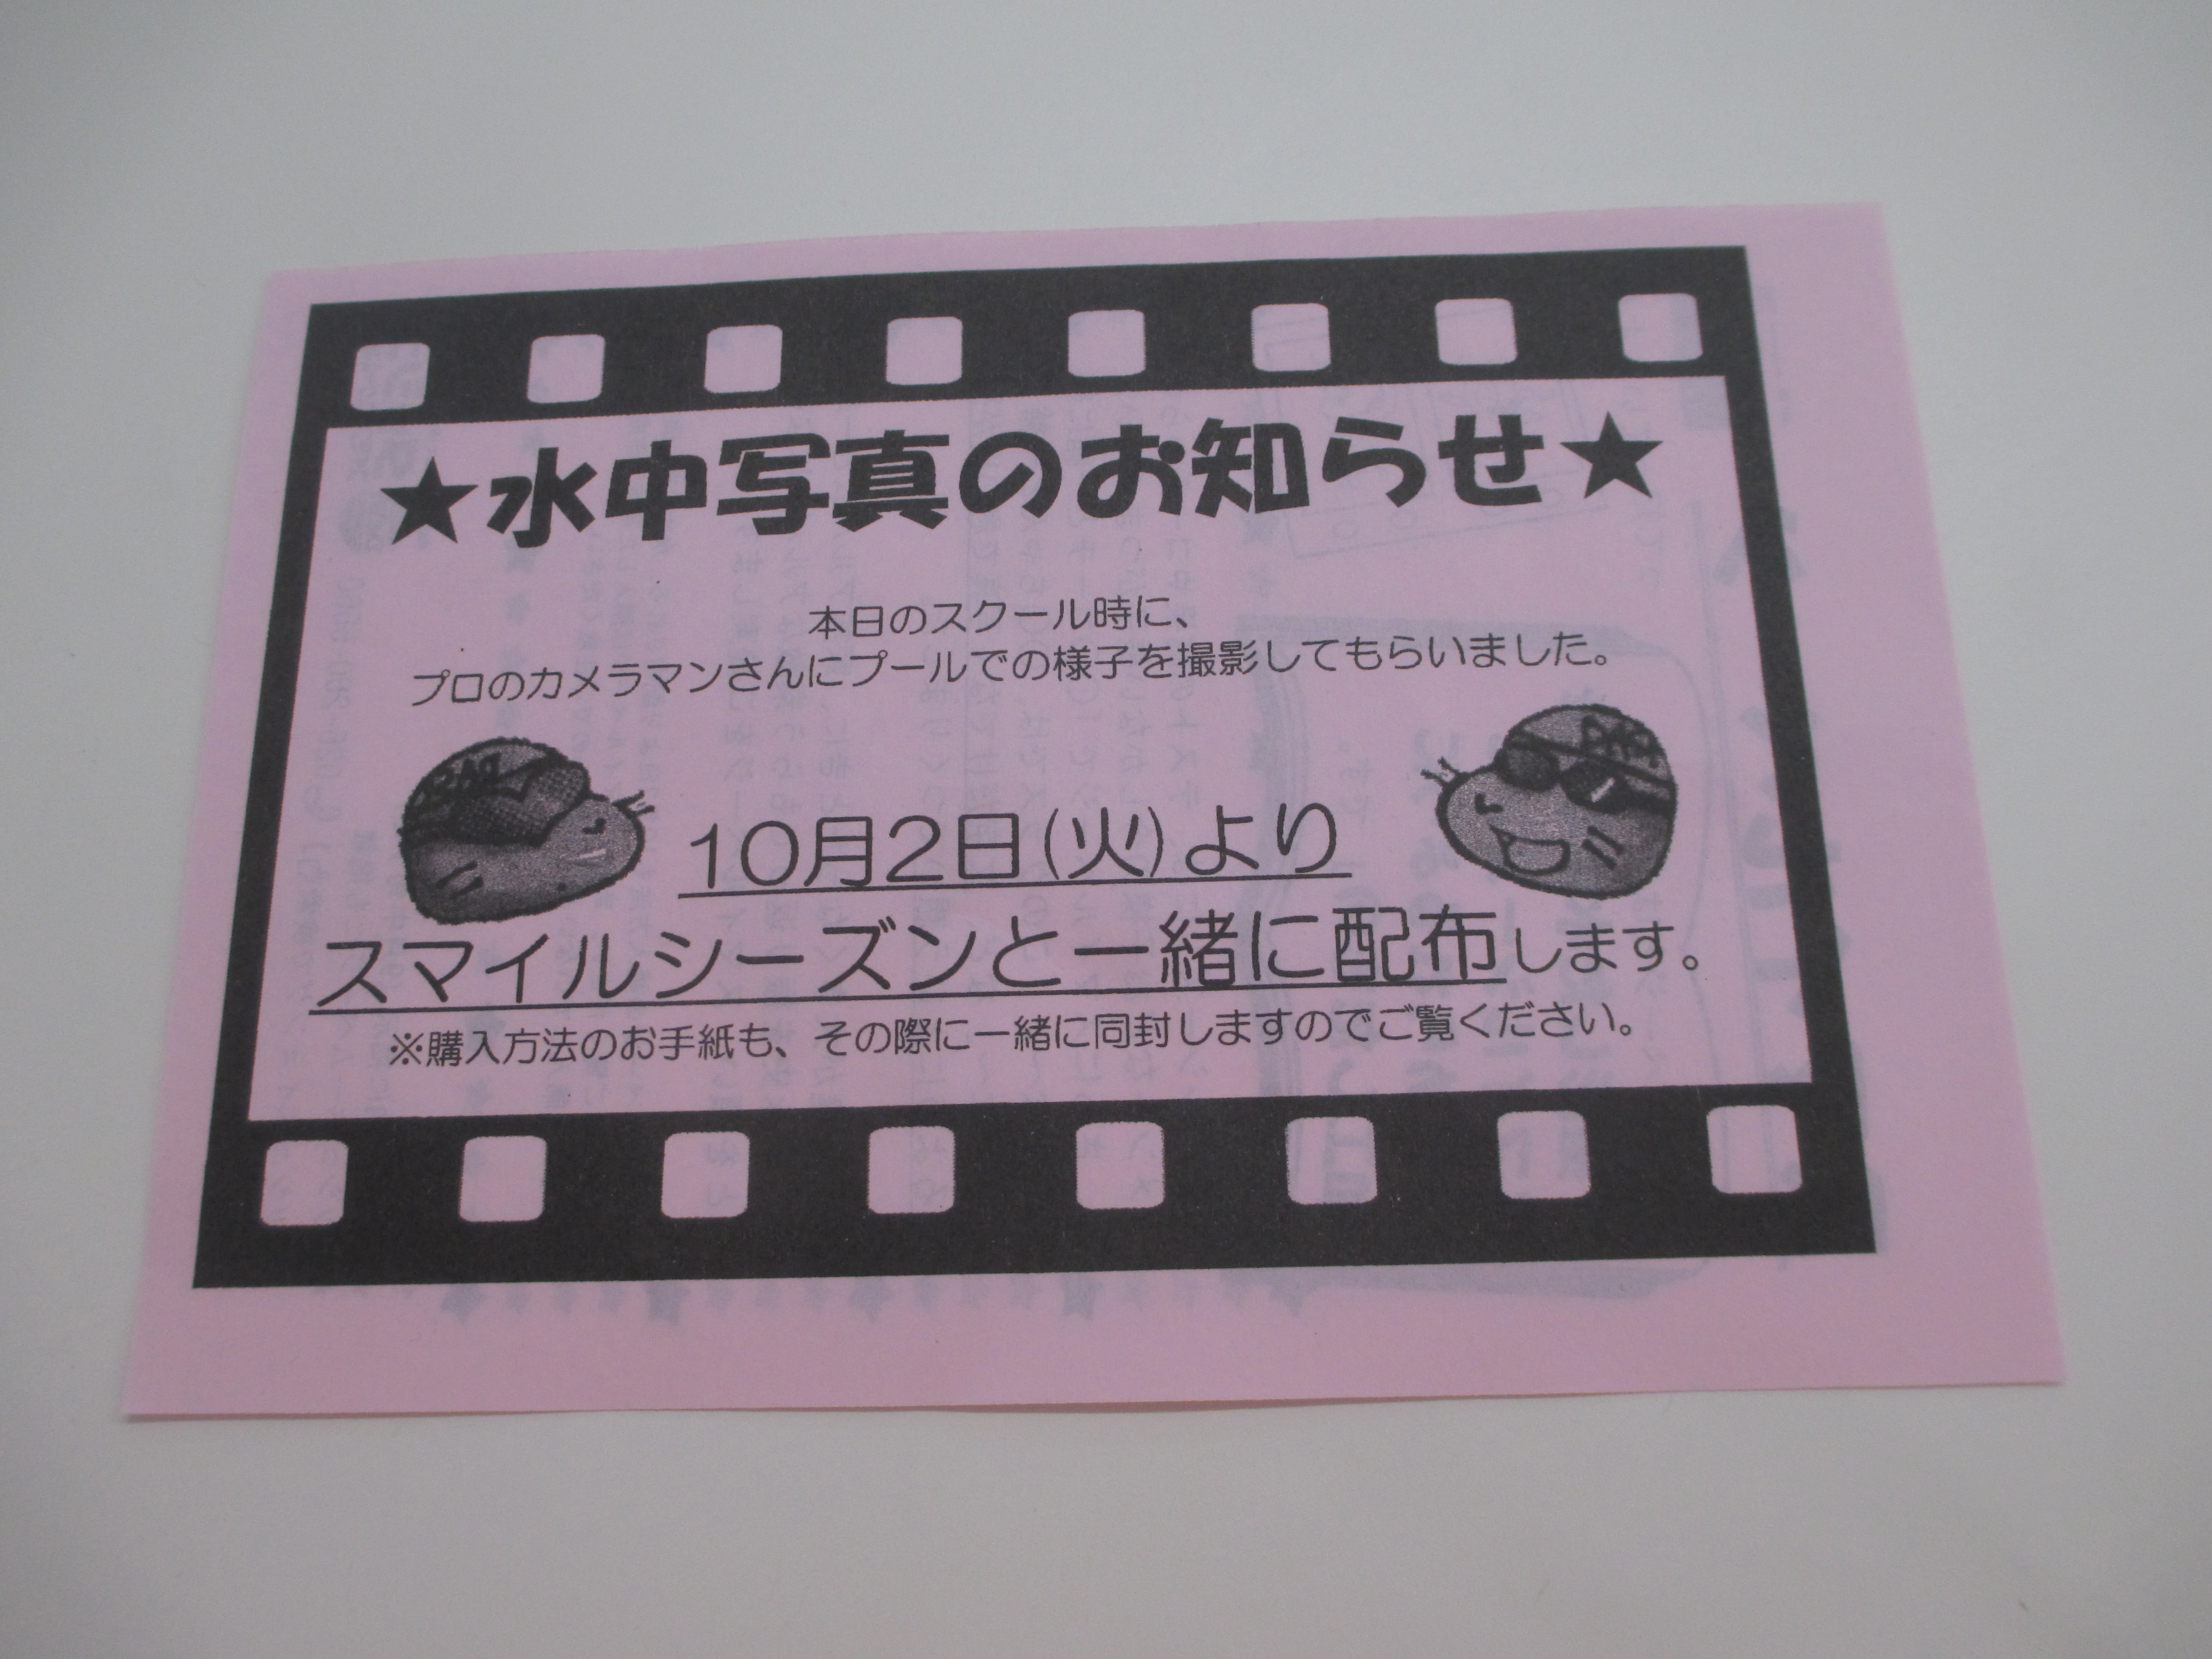 ★水中写真のお知らせ★
本日のスクール時に、
プロのカメラマンさんにプールでの様子を撮影してもらいました。
10月2日(火)より
スマイルシーズンと一緒に配布します。
※購入方法のお手紙も、その際に一緒に同封しますのでご覧ください。